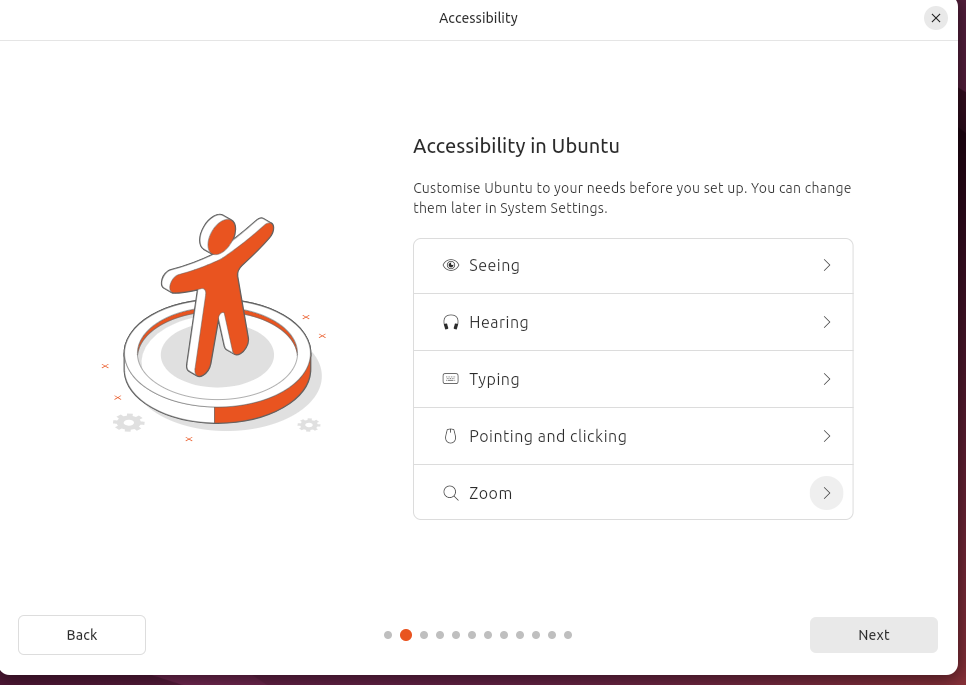 Accessibility
Accessibility in Ubuntu
Customise Ubuntu to your needs before you set up. You can change
them later in System Settings.
Seeing
Hearing
Typing
Pointing and clicking
Zoom
Back
Next